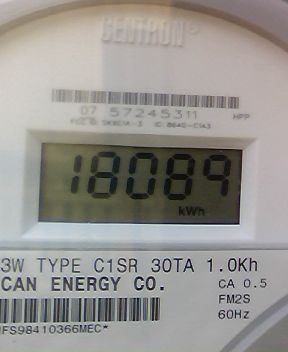 CENTRON®
07 57245311 HPP
18089
kWh
3W TYPE C1SR 30TA 1.0Kh
CAN ENERGY CO. CA 0.5
FM2S
60Hz